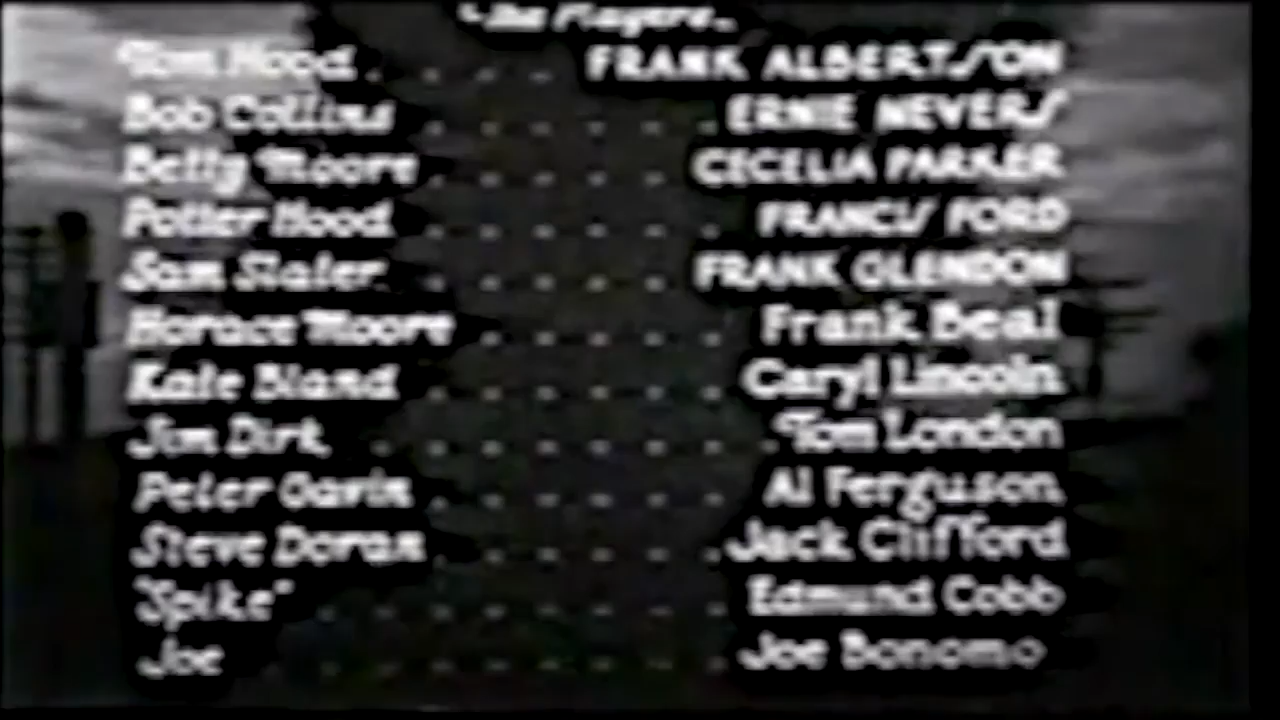 The Players
Tom Hood . . . . FRANK ALBERTSON
Bob Collins . . . . . . ERNIE NEVERS
Betty Moore . . . . . CECELIA PARKER
Potter Hood . . . . . . FRANCIS FORD
Sam Slater . . . . . FRANK GLENDON
Horace Moore . . . . . Frank Beal
Kate Bland . . . . . . Caryl Lincoln
Jim Dirk . . . . . . . . Tom London
Peter Gavin . . . . . . Al Ferguson
Steve Doran . . . . . . Jack Clifford
"Spike" . . . . . . . . Edmund Cobb
Joe . . . . . . . . . Joe Bonomo